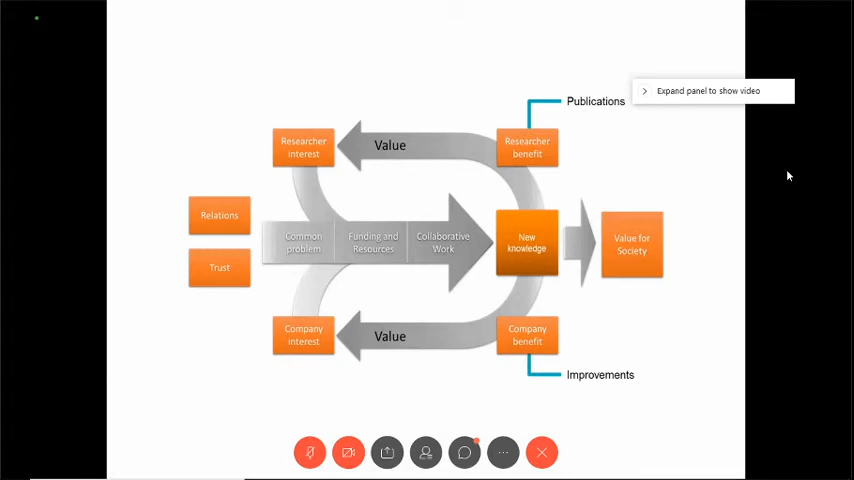 Publications
Expand panel to show video
Researcher
interest
Value
Researcher
benefit
Relations
Trust
Common
problem
Funding and
Resources
Collaborative
Work
New
knowledge
Value for
Society
Company
interest
Value
Company
benefit
Improvements